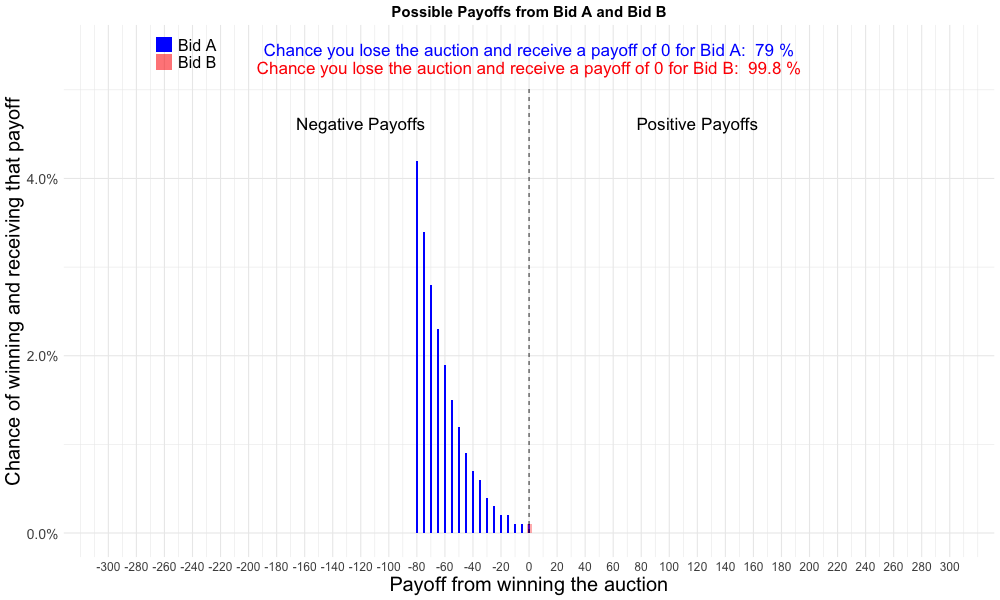 Possible Payoffs from Bid A and Bid B
Bid A
Bid B
Chance you lose the auction and receive a payoff of 0 for Bid A:  79 %
Chance you lose the auction and receive a payoff of 0 for Bid B:  99.8 %
Negative Payoffs
Positive Payoffs
Chance of winning and receiving that payoff
4.0%
2.0%
0.0%
-300 -280 -260 -240 -220 -200 -180 -160 -140 -120 -100 -80 -60 -40 -20 0 20 40 60 80 100 120 140 160 180 200 220 240 260 280 300
Payoff from winning the auction